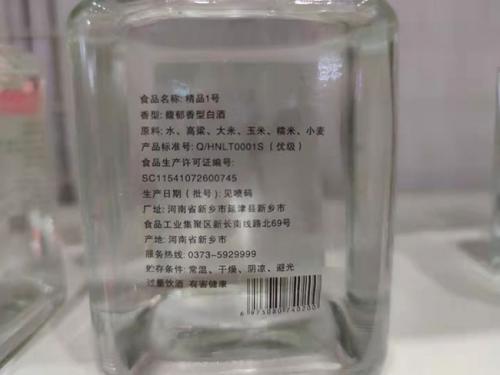 食品名称: 精品1号
香型: 馥郁香型白酒
原料: 水、高粱、大米、玉米、糯米、小麦
产品标准号: Q/HNLT0001S (优级)
食品生产许可证编号:
SC11541072600745
生产日期 (批号): 见喷码
厂址: 河南省新乡市延津县新乡市
食品工业集聚区新长南线路北69号
产地: 河南省新乡市
服务热线: 0373-5929999
贮存条件: 常温、干燥、阴凉、避光
过量饮酒 有害健康